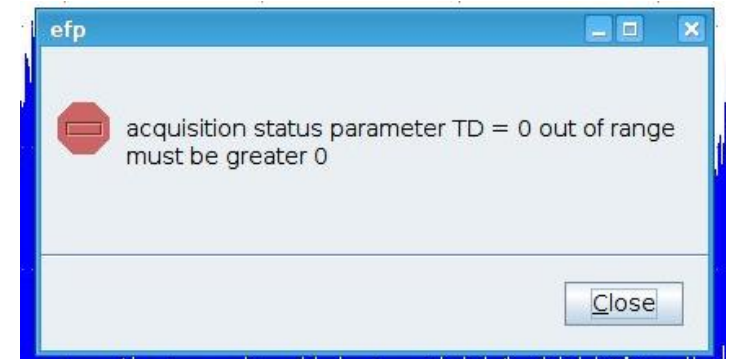 efp
acquisition status parameter TD = 0 out of range
must be greater 0
Close